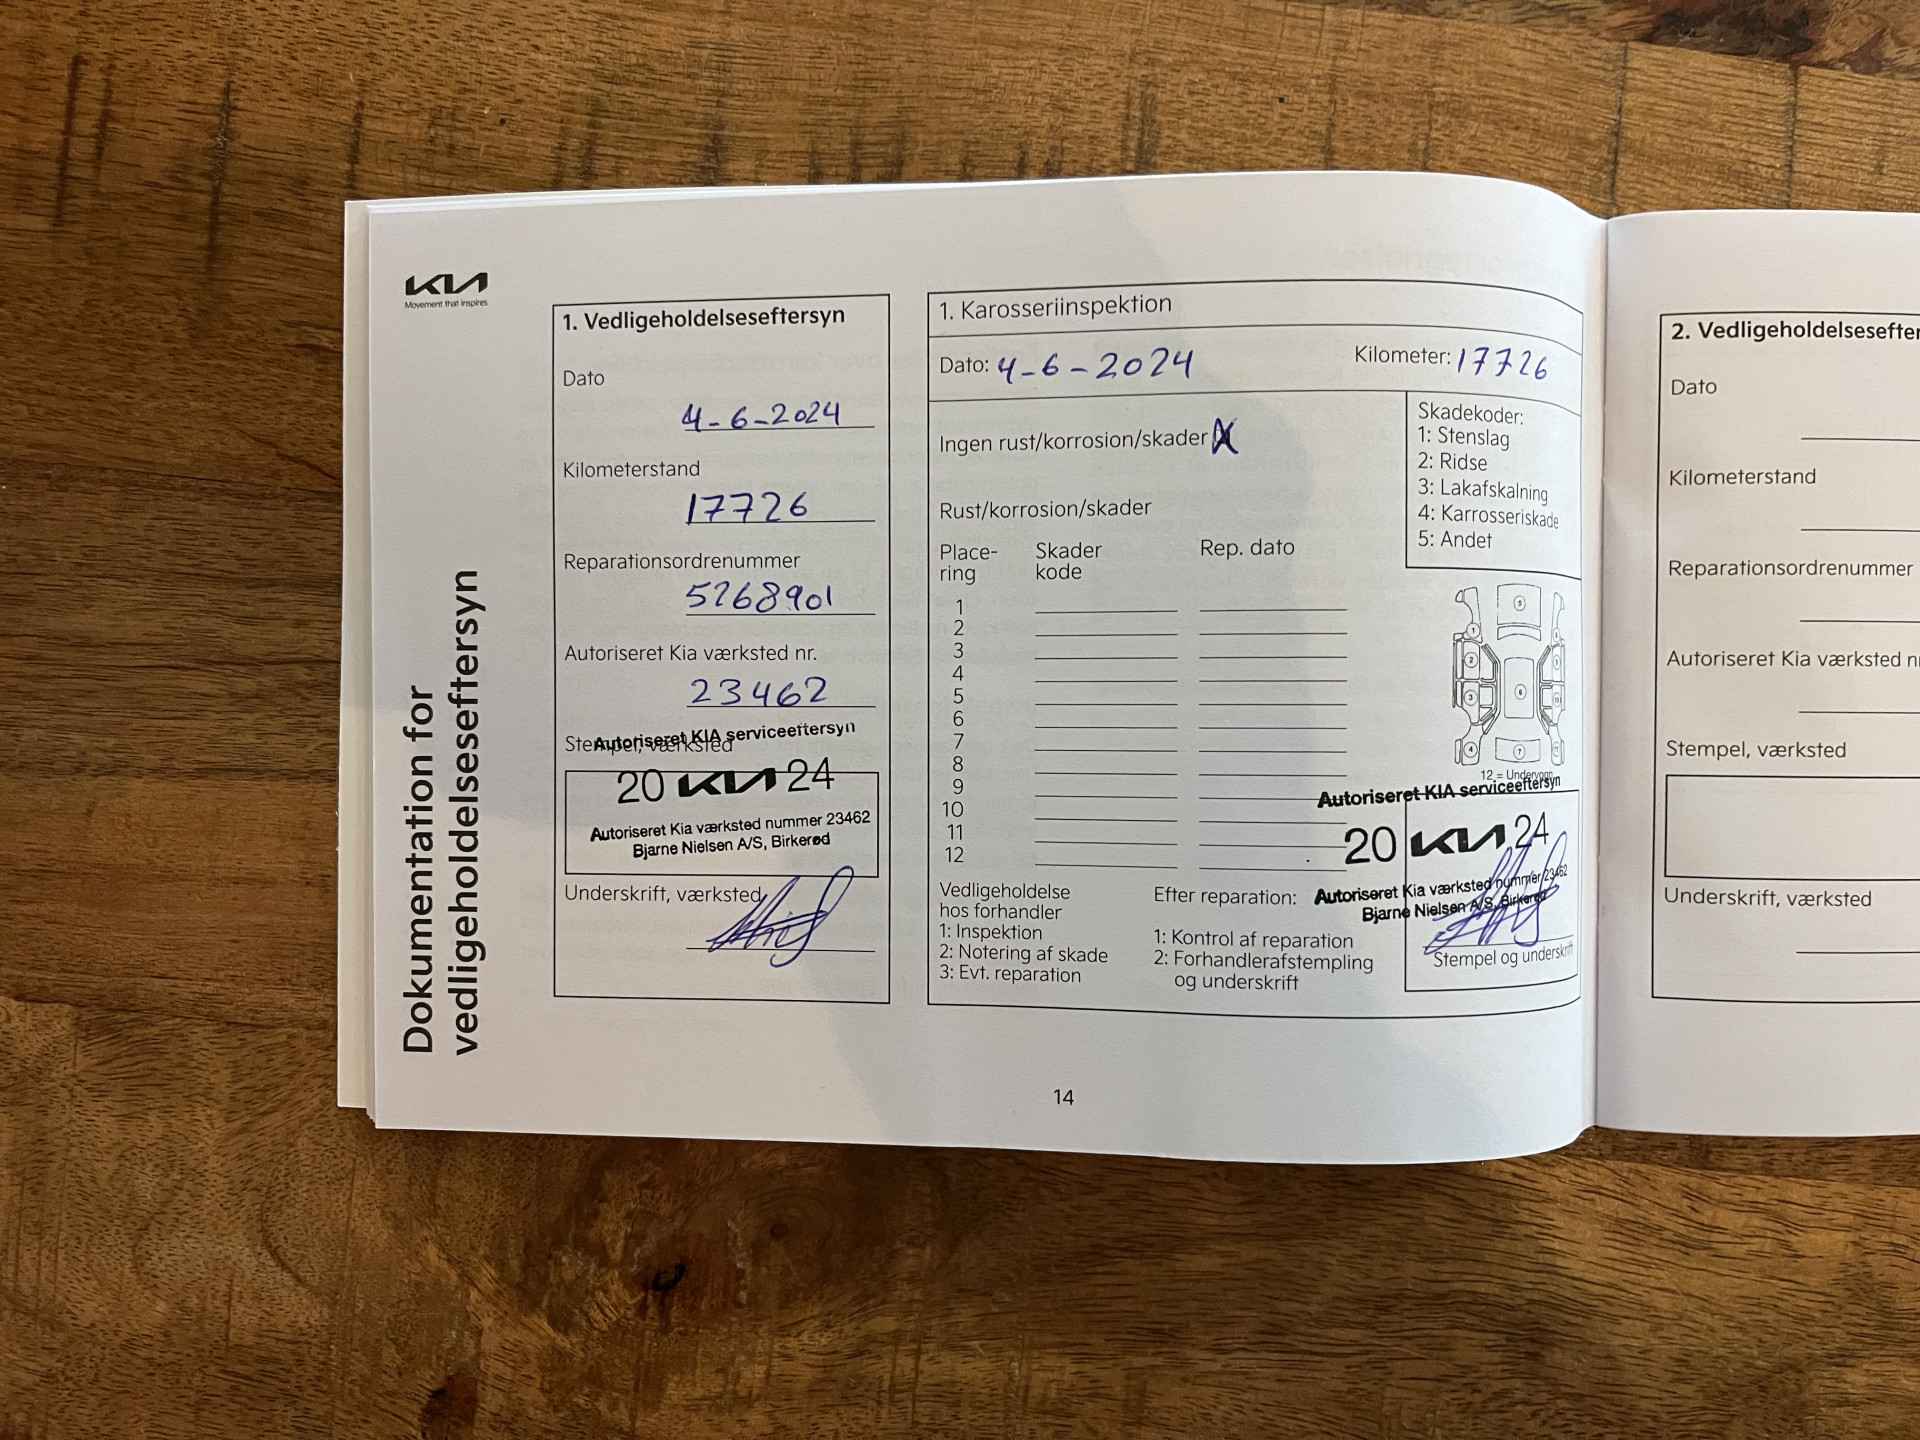 KIA
Movement that inspires
Dokumentation for
vedligeholdelseseftersyn
1. Vedligeholdelseseftersyn
Dato
4-6-2024
Kilometerstand
17726
Reparationsordrenummer
5268901
Autoriseret Kia værksted nr.
23462
Stempel, værksted
Autoriseret KIA serviceeftersyn
20 KIA 24
Autoriseret Kia værksted nummer 23462
Bjarne Nielsen A/S, Birkerød
Underskrift, værksted
1. Karosseriinspektion
Dato: 4-6-2024 Kilometer: 17726
Ingen rust/korrosion/skader X
Rust/korrosion/skader
Skadekoder:
1: Stenslag
2: Ridse
3: Lakafskalning
4: Karrosseriskade
5: Andet
Place- Skader Rep. dato
ring kode
1
2
3
4
5
6
7
8
9
10
11
12
12 = Undervogn
Autoriseret KIA serviceeftersyn
20 KIA 24
Autoriseret Kia værksted nummer 23462
Bjarne Nielsen A/S, Birkerød
Stempel og underskrift
Vedligeholdelse
hos forhandler
1: Inspektion
2: Notering af skade
3: Evt. reparation
Efter reparation:
1: Kontrol af reparation
2: Forhandlerafstempling
og underskrift
14
2. Vedligeholdelsesefter
Dato
Kilometerstand
Reparationsordrenummer
Autoriseret Kia værksted n
Stempel, værksted
Underskrift, værksted